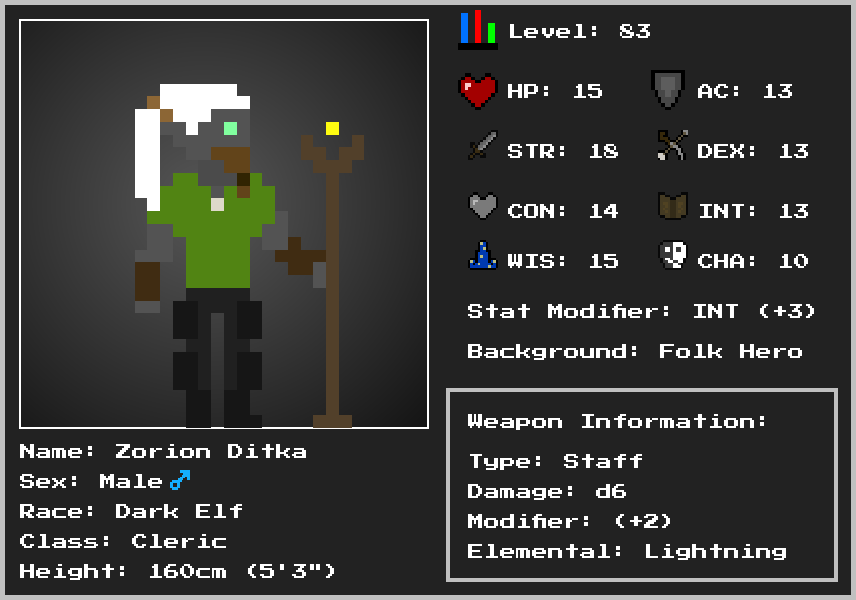 Level: 83
HP: 15
AC: 13
STR: 18
DEX: 13
CON: 14
INT: 13
WIS: 15
CHA: 10
Stat Modifier: INT (+3)
Background: Folk Hero
Weapon Information:
Type: Staff
Damage: d6
Modifier: (+2)
Elemental: Lightning
Name: Zorion Ditka
Sex: Male♂
Race: Dark Elf
Class: Cleric
Height: 160cm (5'3")